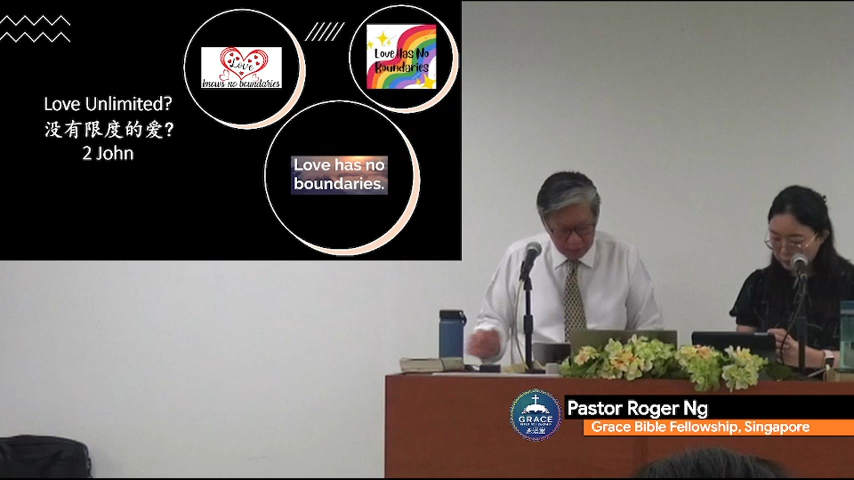 Love Unlimited?
没有限度的爱?
2 John
Love
knows no boundaries
Love Has No
Boundaries
Love has no
boundaries.
GRACE
Pastor Roger Ng
Grace Bible Fellowship, Singapore